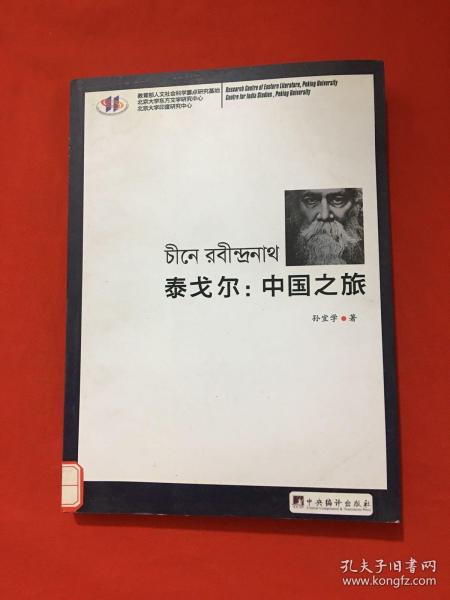 教育部人文社会科学重点研究基地
北京大学东方文学研究中心
北京大学印度研究中心
Research Centre of Eastern Literature, Peking University
Centre for India Studies, Peking University
চীনে রবীন্দ্রনাথ
泰戈尔：中国之旅
孙宜学 著
中央编译出版社
Central Compilation & Translation Press
孔夫子旧书网
www.kongfz.com